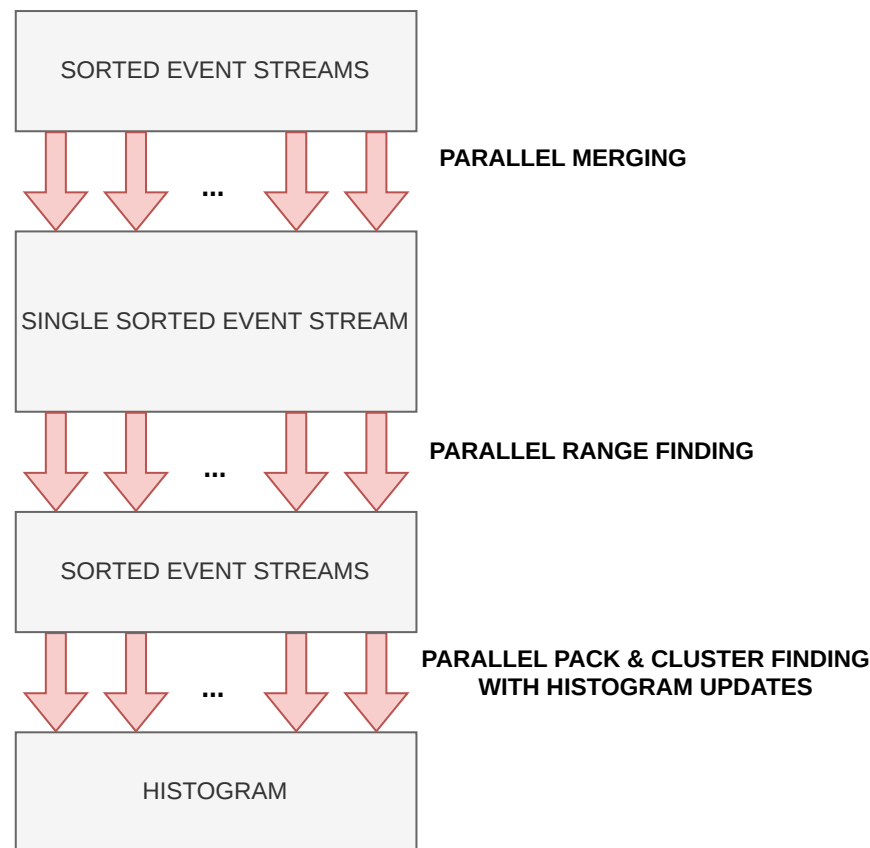 SORTED EVENT STREAMS
PARALLEL MERGING
...
SINGLE SORTED EVENT STREAM
PARALLEL RANGE FINDING
...
SORTED EVENT STREAMS
PARALLEL PACK & CLUSTER FINDING
WITH HISTOGRAM UPDATES
...
HISTOGRAM